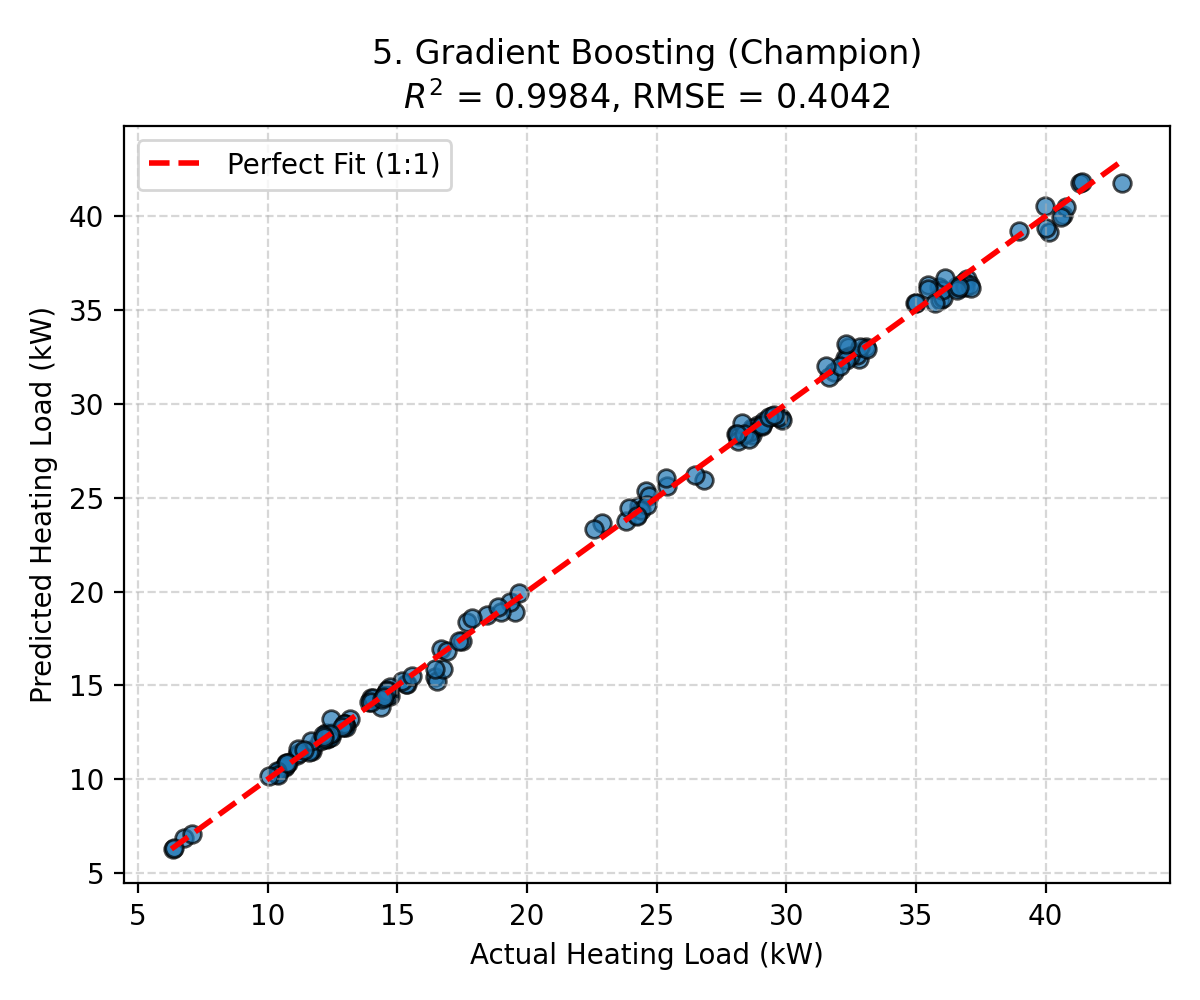 5. Gradient Boosting (Champion)
R² = 0.9984, RMSE = 0.4042
Perfect Fit (1:1)
Predicted Heating Load (kW)
40
35
30
25
20
15
10
5
5 10 15 20 25 30 35 40
Actual Heating Load (kW)